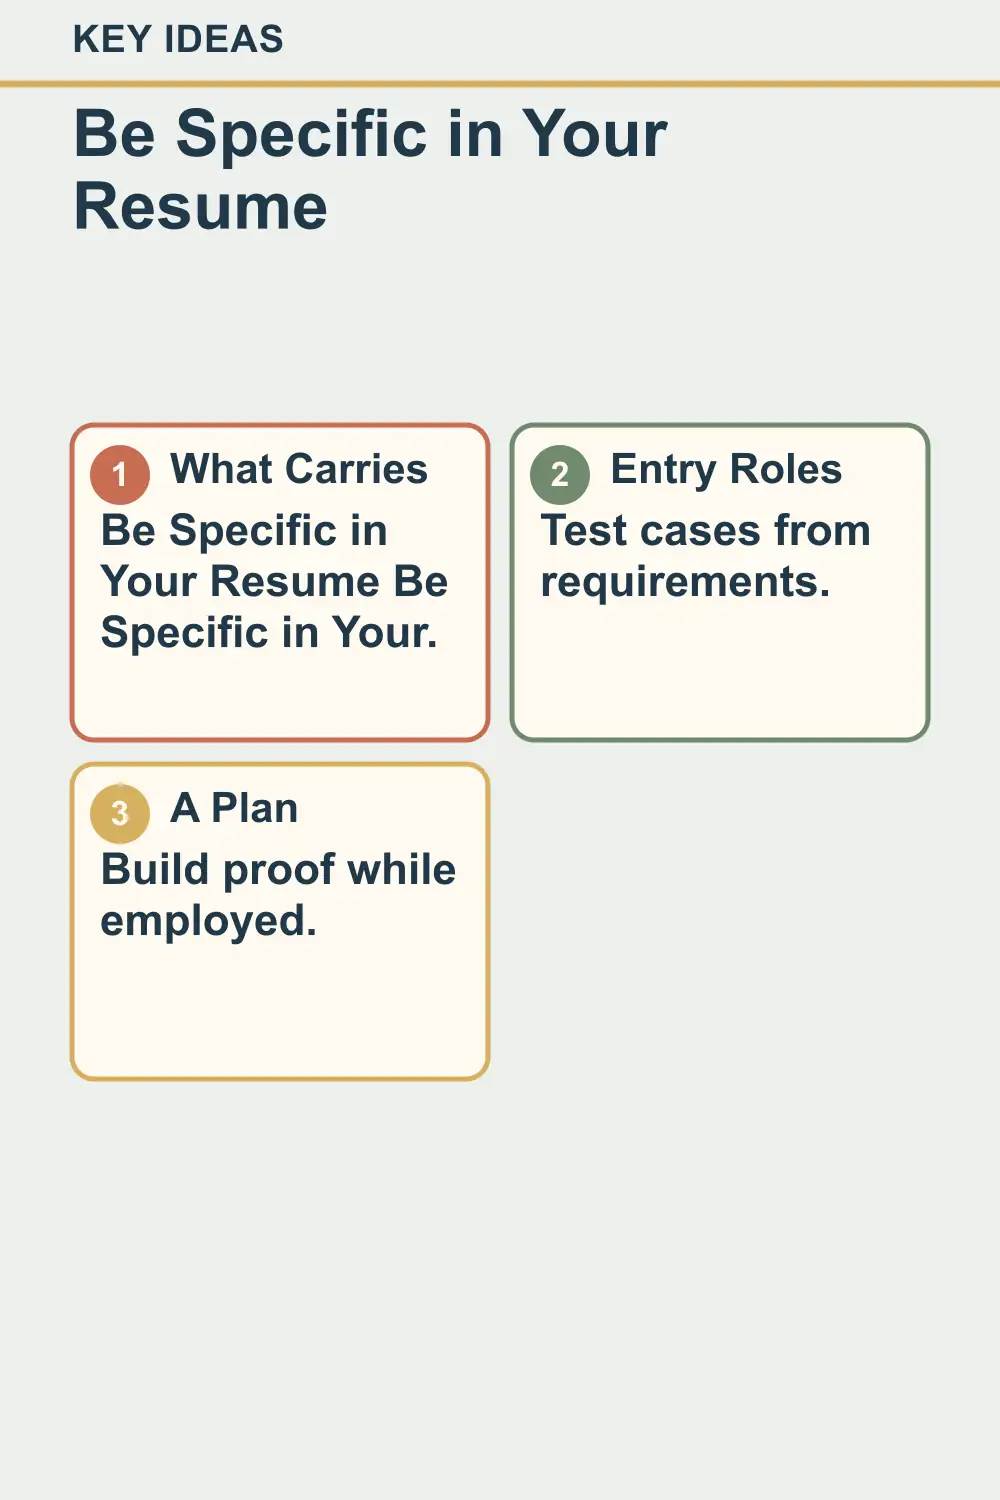 KEY IDEAS
Be Specific in Your
Resume
1 What Carries
Be Specific in
Your Resume Be
Specific in Your.
2 Entry Roles
Test cases from
requirements.
3 A Plan
Build proof while
employed.